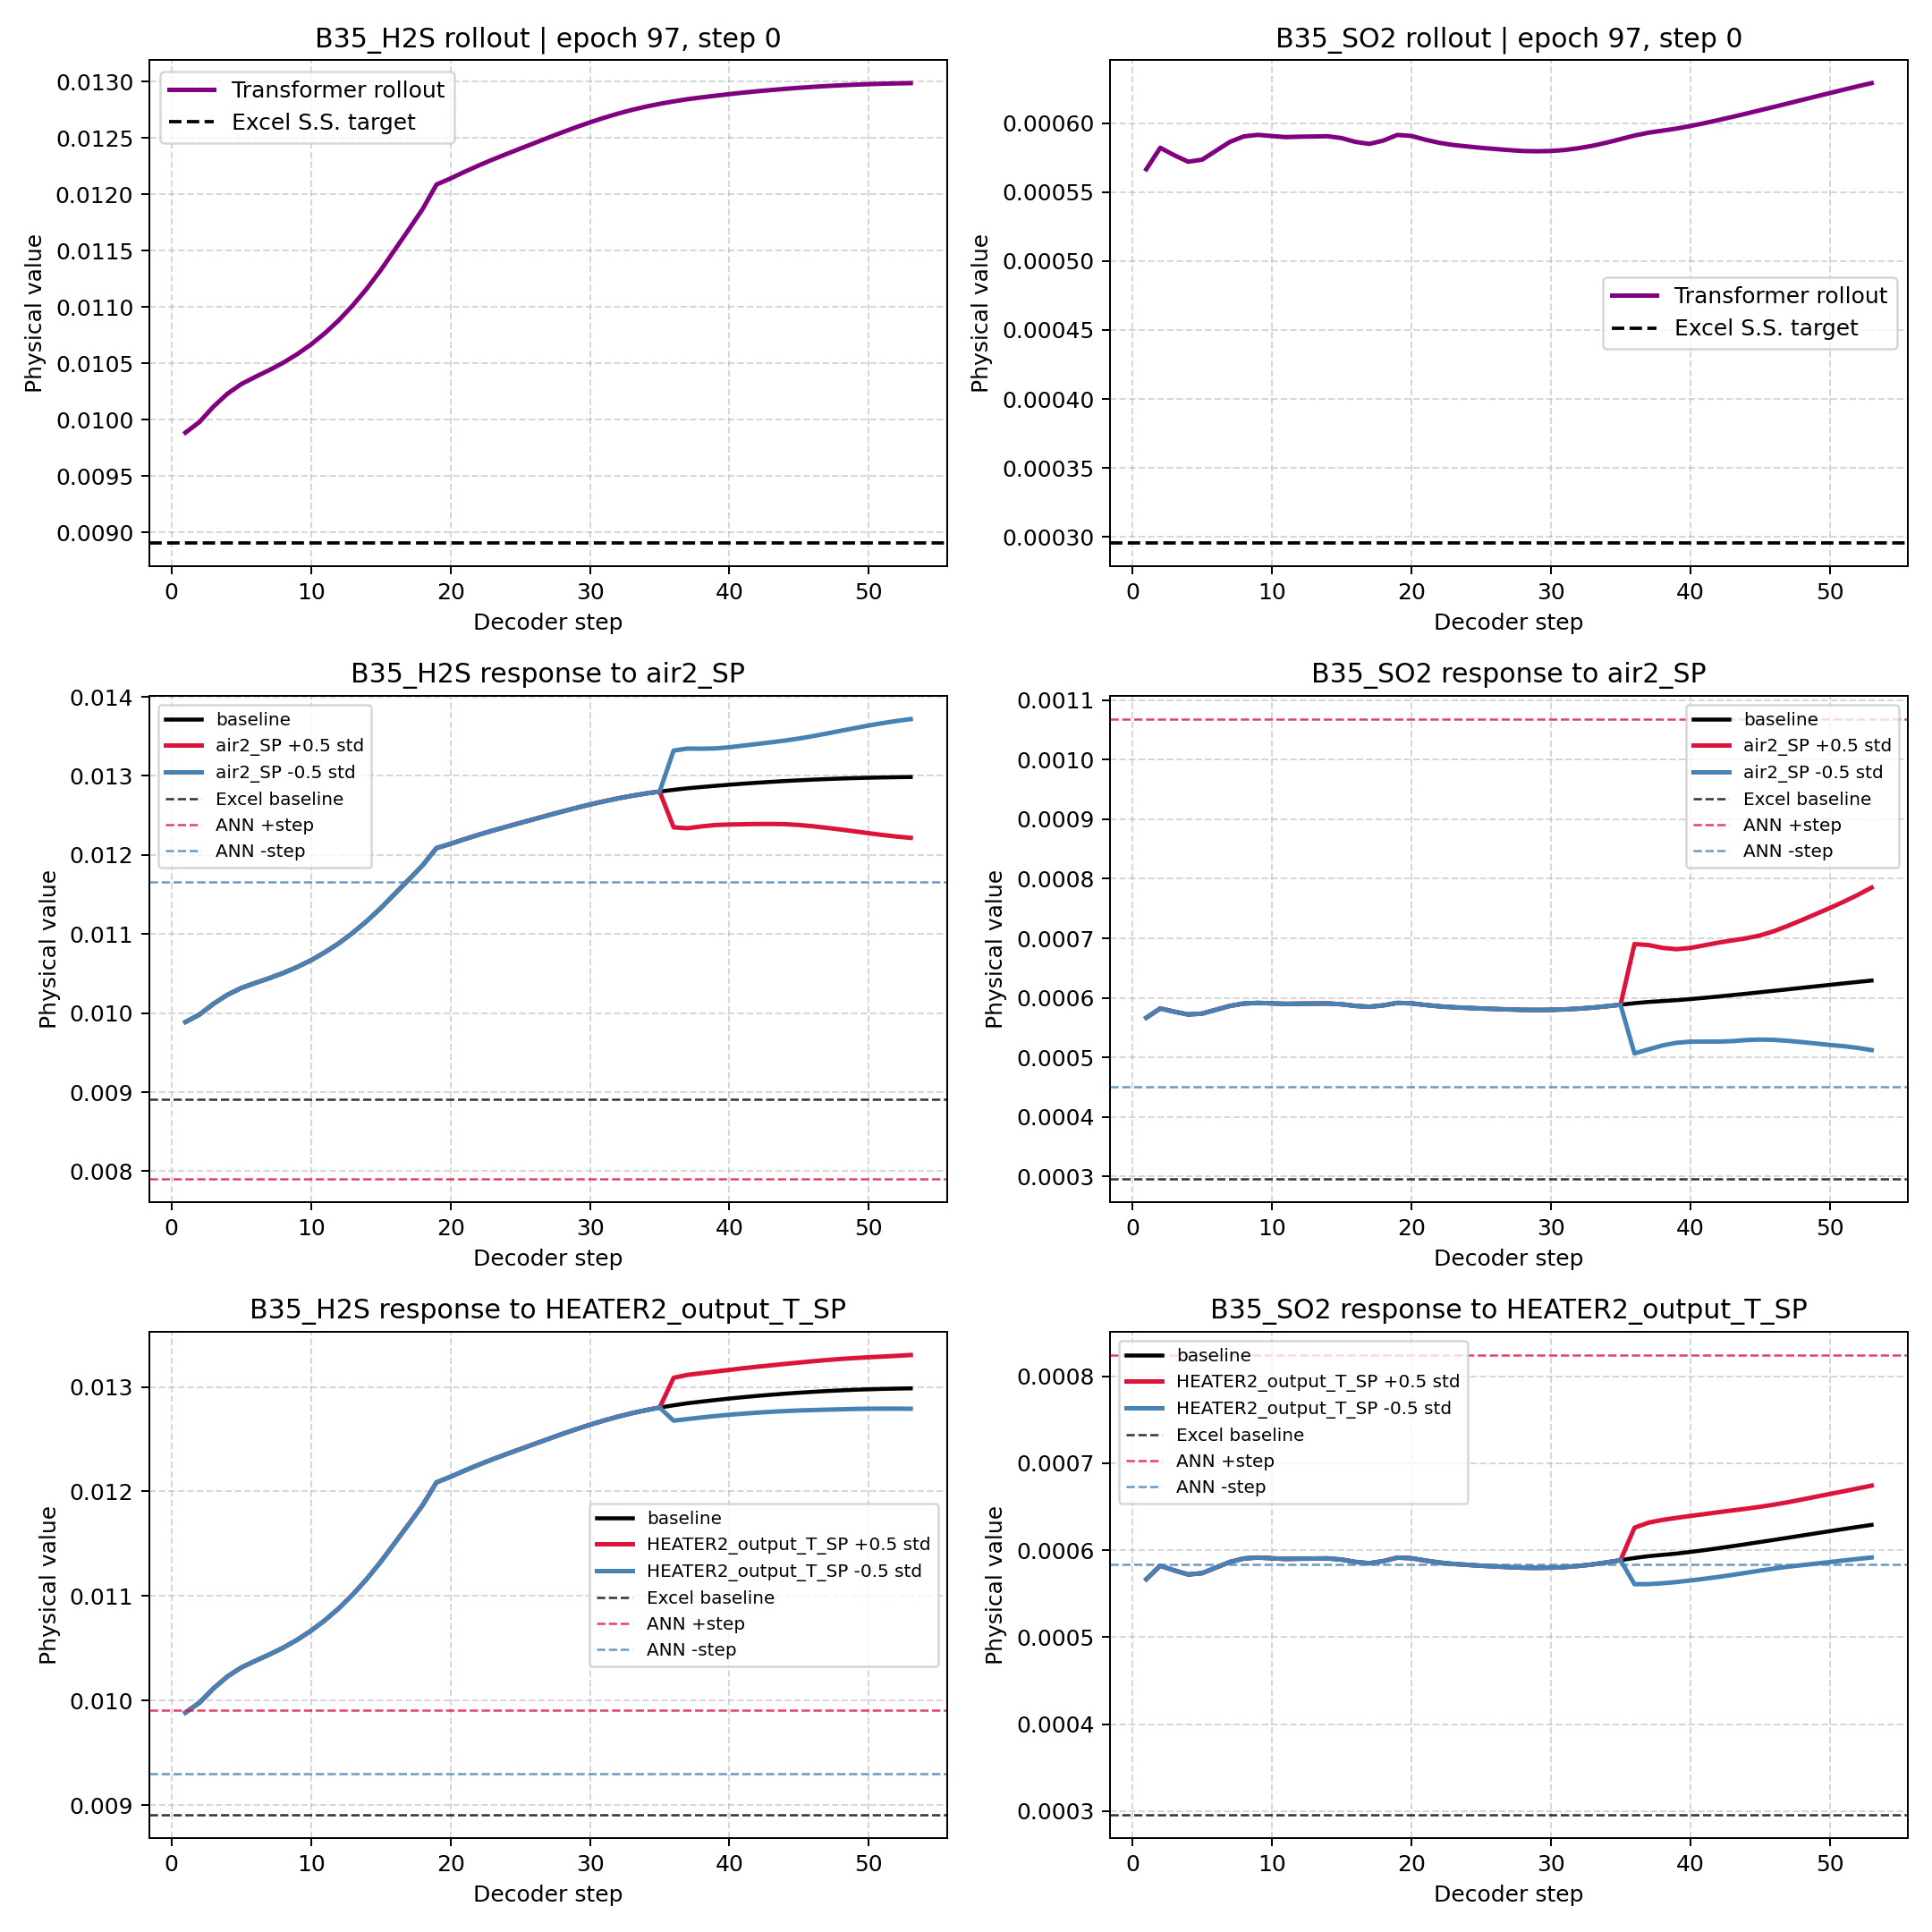 B35_H2S rollout | epoch 97, step 0
Physical value
0.0130
0.0125
0.0120
0.0115
0.0110
0.0105
0.0100
0.0095
0.0090
Transformer rollout
Excel S.S. target
0 10 20 30 40 50
Decoder step
B35_SO2 rollout | epoch 97, step 0
Physical value
0.00060
0.00055
0.00050
0.00045
0.00040
0.00035
0.00030
Transformer rollout
Excel S.S. target
0 10 20 30 40 50
Decoder step
B35_H2S response to air2_SP
Physical value
0.014
0.013
0.012
0.011
0.010
0.009
0.008
baseline
air2_SP +0.5 std
air2_SP -0.5 std
Excel baseline
ANN +step
ANN -step
0 10 20 30 40 50
Decoder step
B35_SO2 response to air2_SP
Physical value
0.0011
0.0010
0.0009
0.0008
0.0007
0.0006
0.0005
0.0004
0.0003
baseline
air2_SP +0.5 std
air2_SP -0.5 std
Excel baseline
ANN +step
ANN -step
0 10 20 30 40 50
Decoder step
B35_H2S response to HEATER2_output_T_SP
Physical value
0.013
0.012
0.011
0.010
0.009
baseline
HEATER2_output_T_SP +0.5 std
HEATER2_output_T_SP -0.5 std
Excel baseline
ANN +step
ANN -step
0 10 20 30 40 50
Decoder step
B35_SO2 response to HEATER2_output_T_SP
Physical value
0.0008
0.0007
0.0006
0.0005
0.0004
0.0003
baseline
HEATER2_output_T_SP +0.5 std
HEATER2_output_T_SP -0.5 std
Excel baseline
ANN +step
ANN -step
0 10 20 30 40 50
Decoder step